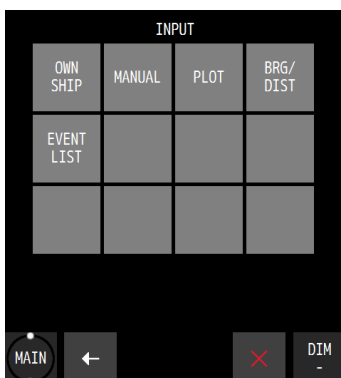 INPUT
OWN
SHIP
MANUAL
PLOT
BRG/
DIST
EVENT
LIST
MAIN
DIM
-